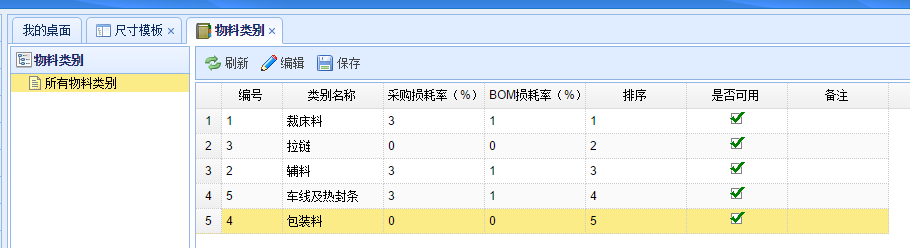 我的桌面 尺寸模板 × 物料类别 ×
物料类别 刷新 编辑 保存
所有物料类别
编号 类别名称 采购损耗率（%） BOM损耗率（%） 排序 是否可用 备注
1 1 裁床料 3 1 1
2 3 拉链 0 0 2
3 2 辅料 3 1 3
4 5 车线及热封条 3 1 4
5 4 包装料 0 0 5